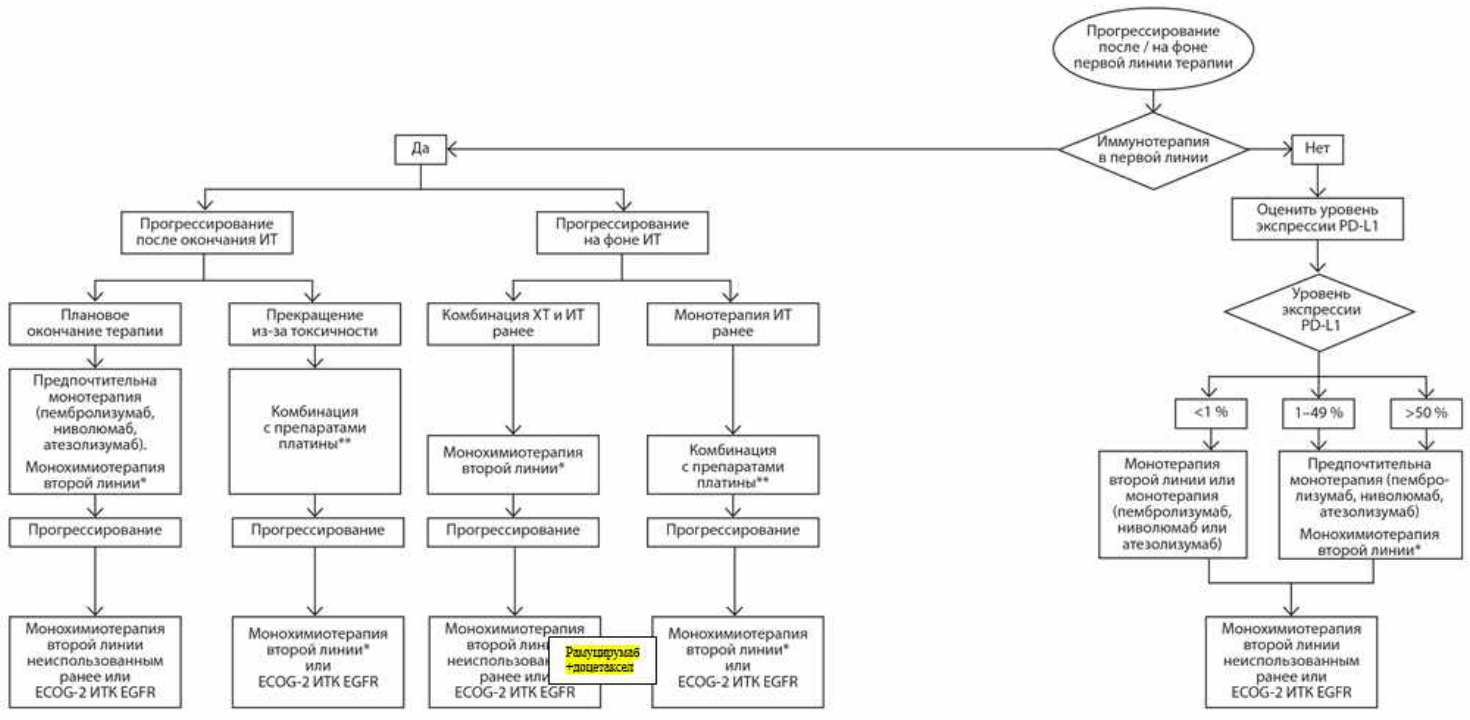 Прогрессирование
после / на фоне
первой линии терапии
Иммунотерапия
в первой линии
Да
Нет
Прогрессирование
после окончания ИТ
Прогрессирование
на фоне ИТ
Оценить уровень
экспрессии PD-L1
Плановое
окончание терапии
Прекращение
из-за токсичности
Комбинация ХТ и ИТ
ранее
Монотерапия ИТ
ранее
Уровень
экспрессии
PD-L1
Предпочтительна
монотерапия
(пембролизумаб,
ниволюмаб,
атезолизумаб).
Монохимиотерапия
второй линии*
Комбинация
с препаратами
платины**
Монохимиотерапия
второй линии*
Комбинация
с препаратами
платины**
<1 %
1–49 %
>50 %
Монотерапия
второй линии или
монотерапия
(пембролизумаб,
ниволюмаб или
атезолизумаб)
Предпочтительна
монотерапия (пембро-
лизумаб, ниволюмаб,
атезолизумаб)
Монохимиотерапия
второй линии*
Прогрессирование
Прогрессирование
Прогрессирование
Прогрессирование
Монохимиотерапия
второй линии
неиспользованным
ранее или
ECOG-2 ИТК EGFR
Монохимиотерапия
второй линии*
или
ECOG-2 ИТК EGFR
Монохимиотерапия
второй
ранее или
ECOG-2 ИТК EGFR
Рамуцирумаб
+доцетаксел
Монохимиотерапия
второй линии*
или
ECOG-2 ИТК EGFR
Монохимиотерапия
второй линии
неиспользованным
ранее или
ECOG-2 ИТК EGFR